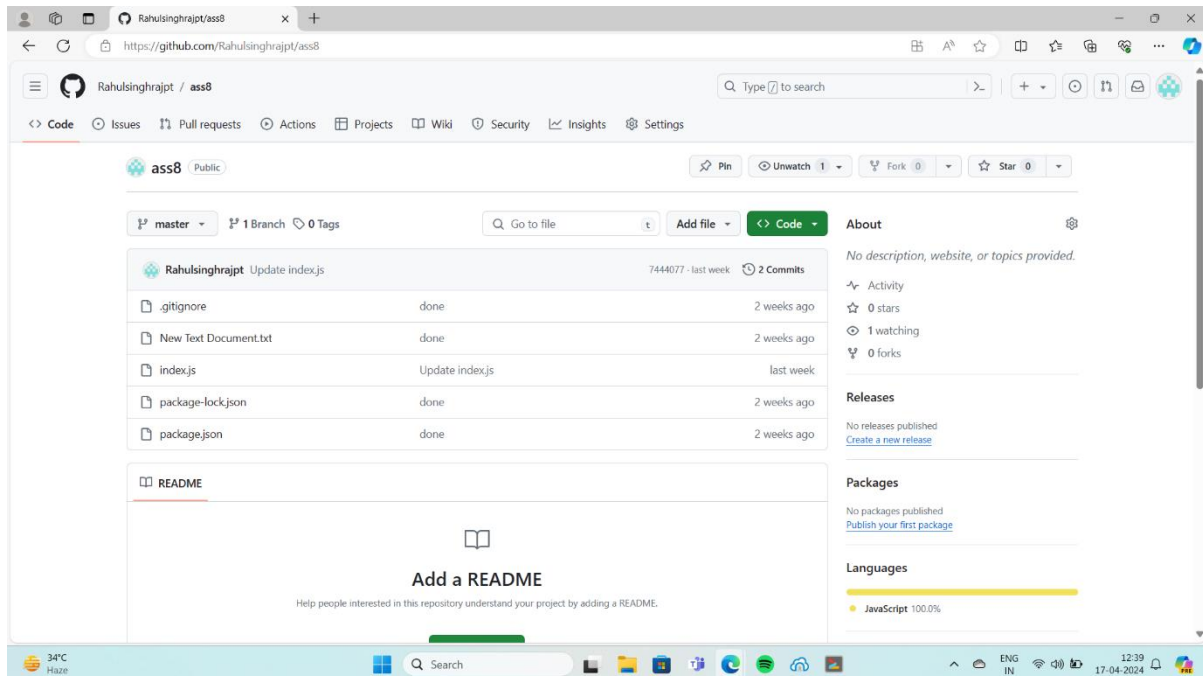 Rahulsinghrajpt/ass8
https://github.com/Rahulsinghrajpt/ass8
Rahulsinghrajpt / ass8
Type / to search
Code Issues Pull requests Actions Projects Wiki Security Insights Settings
ass8 Public
Pin Unwatch 1 Fork 0 Star 0
master 1 Branch 0 Tags Go to file t Add file Code
Rahulsinghrajpt Update index.js 7444077 · last week 2 Commits
.gitignore done 2 weeks ago
New Text Document.txt done 2 weeks ago
index.js Update index.js last week
package-lock.json done 2 weeks ago
package.json done 2 weeks ago
README
Add a README
Help people interested in this repository understand your project by adding a README.
About
No description, website, or topics provided.
Activity
0 stars
1 watching
0 forks
Releases
No releases published
Create a new release
Packages
No packages published
Publish your first package
Languages
JavaScript 100.0%
34°C
Haze
Search
ENG
IN
12:39
17-04-2024
PRE